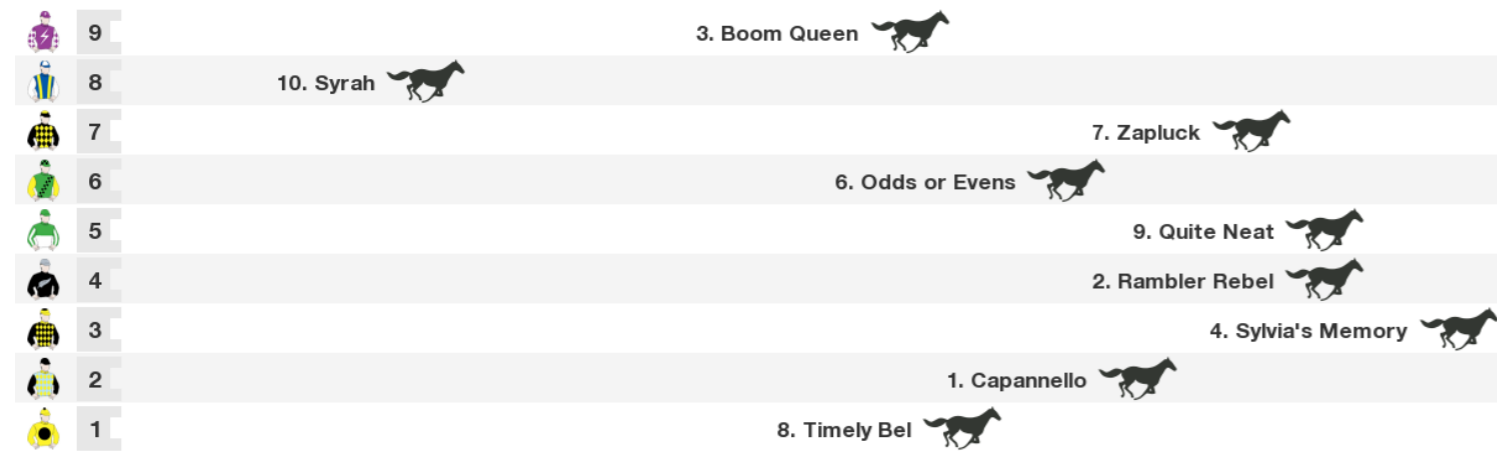 9 3. Boom Queen
8 10. Syrah
7 7. Zapluck
6 6. Odds or Evens
5 9. Quite Neat
4 2. Rambler Rebel
3 4. Sylvia's Memory
2 1. Capannello
1 8. Timely Bel